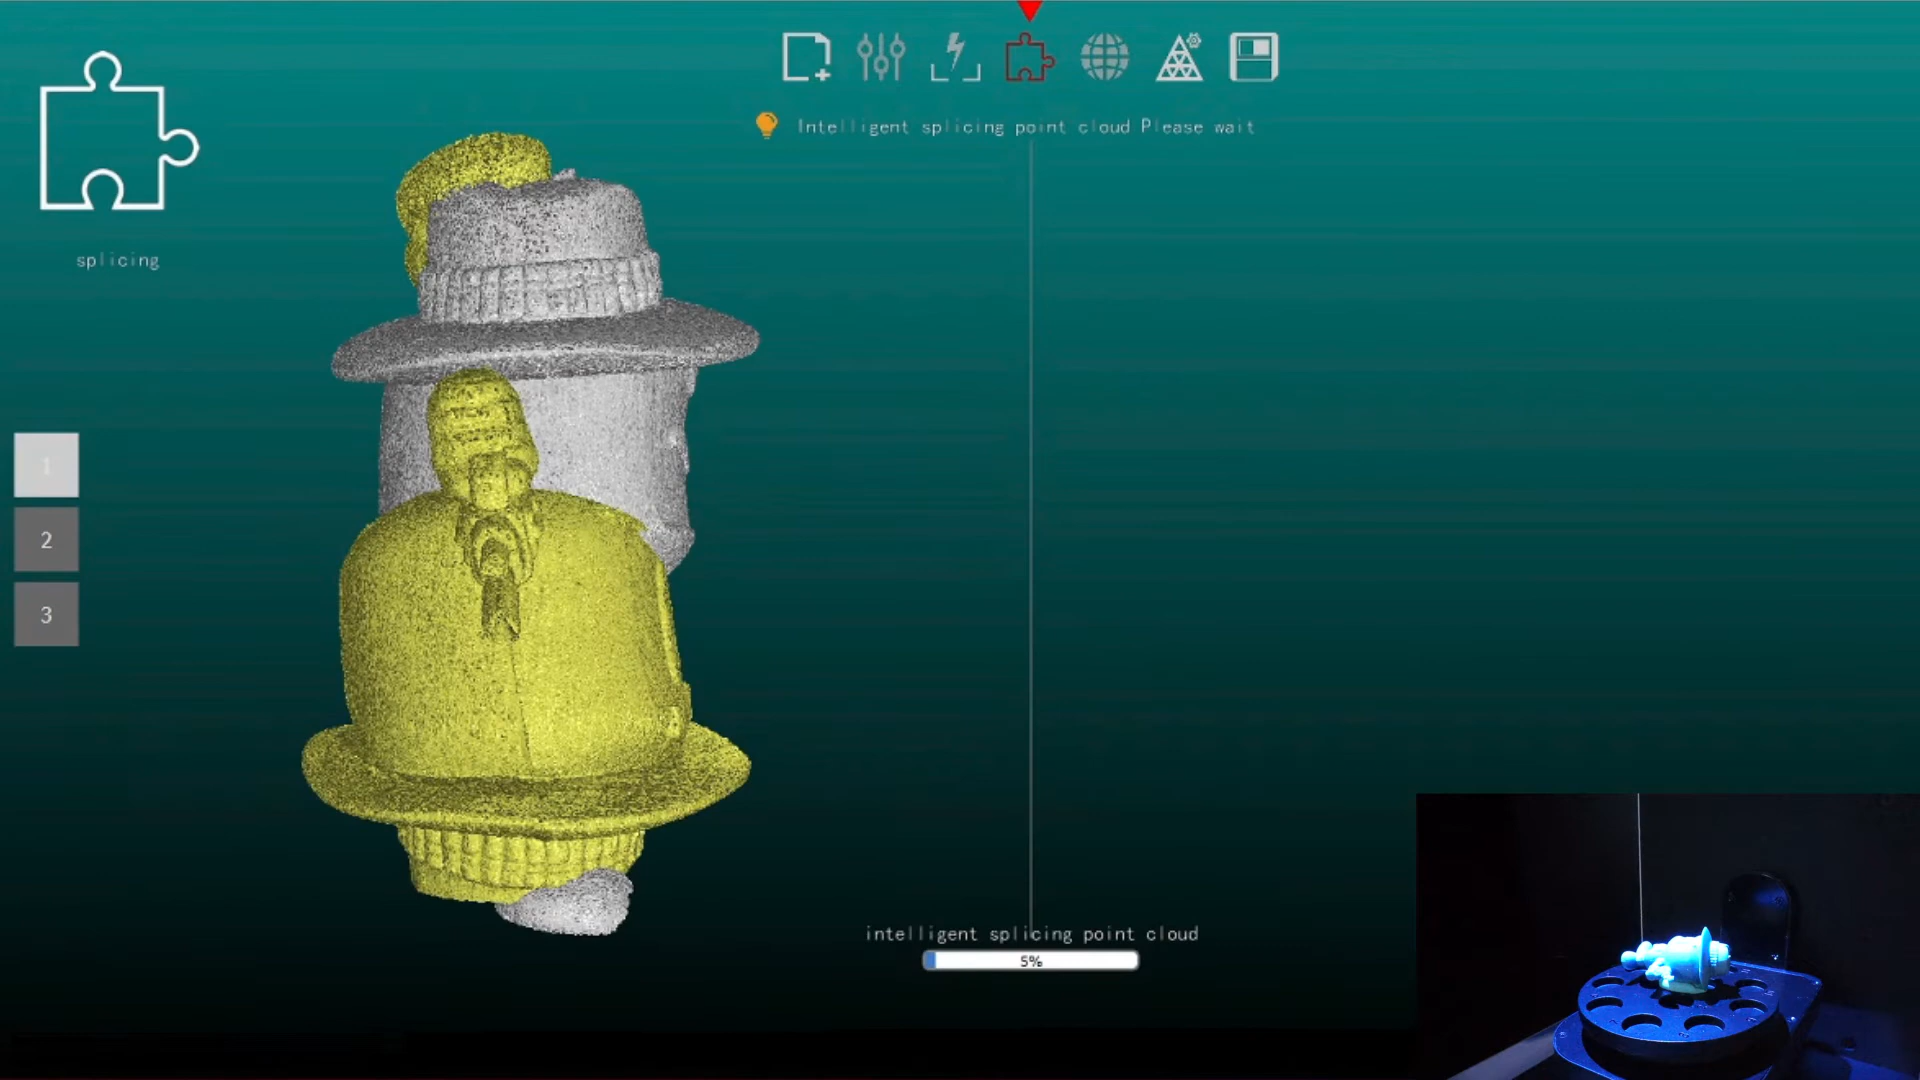 Intelligent splicing point cloud Please wait
splicing
1
2
3
intelligent splicing point cloud
5%